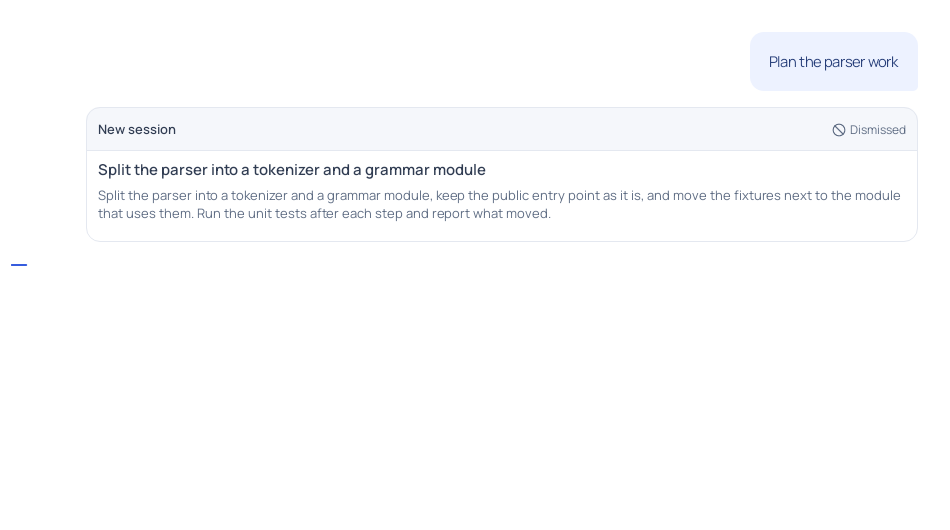 Plan the parser work
New session
Dismissed
Split the parser into a tokenizer and a grammar module
Split the parser into a tokenizer and a grammar module, keep the public entry point as it is, and move the fixtures next to the module
that uses them. Run the unit tests after each step and report what moved.